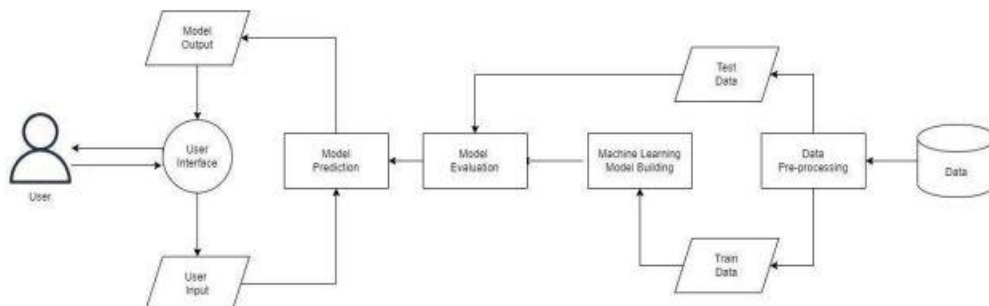 Model
Output
Test
Data
User
Interface
Model
Prediction
Model
Evaluation
Machine Learning
Model Building
Data
Pre-processing
Data
User
User
Input
Train
Data